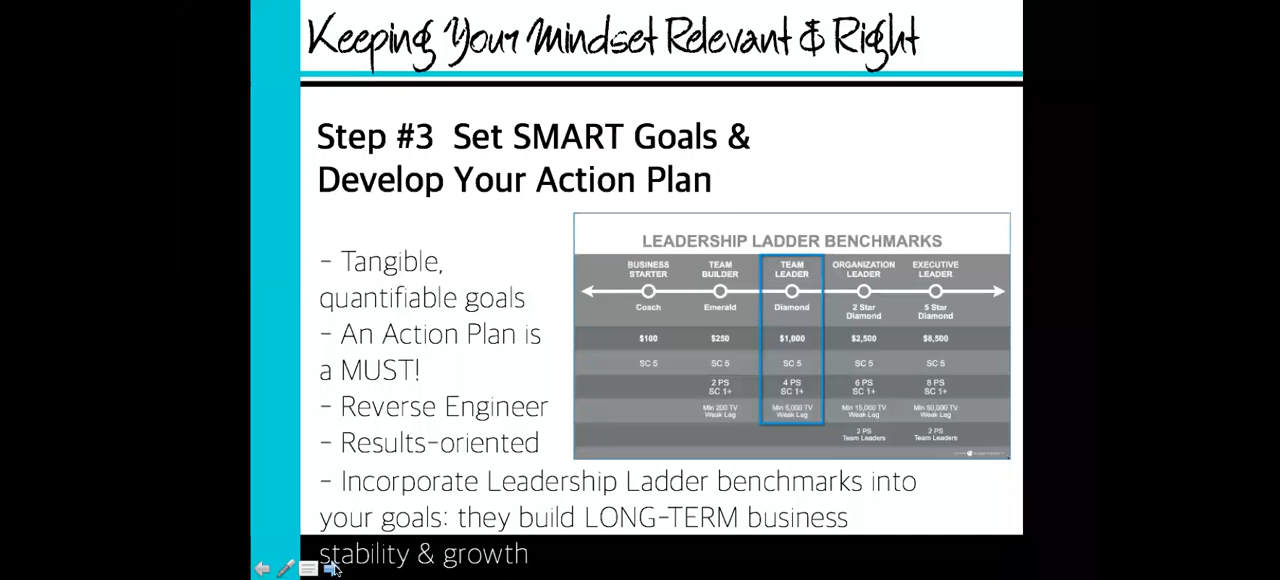 Keeping Your Mindset Relevant & Right
Step #3 Set SMART Goals &
Develop Your Action Plan
- Tangible,
quantifiable goals
- An Action Plan is
a MUST!
- Reverse Engineer
- Results-oriented
- Incorporate Leadership Ladder benchmarks into
your goals: they build LONG-TERM business
stability & growth
LEADERSHIP LADDER BENCHMARKS
BUSINESS STARTER
TEAM BUILDER
TEAM LEADER
ORGANIZATION LEADER
EXECUTIVE LEADER
Coach
Emerald
Diamond
2 Star Diamond
5 Star Diamond
$100
$250
$1,000
$2,500
$8,500
SC 5
SC 5
SC 5
SC 5
SC 5
2 PS SC 1+
4 PS SC 1+
6 PS SC 1+
8 PS SC 1+
Min 200 TV Weak Leg
Min 5,000 TV Weak Leg
Min 15,000 TV Weak Leg
Min 50,000 TV Weak Leg
2 PS Team Leaders
2 PS Team Leaders